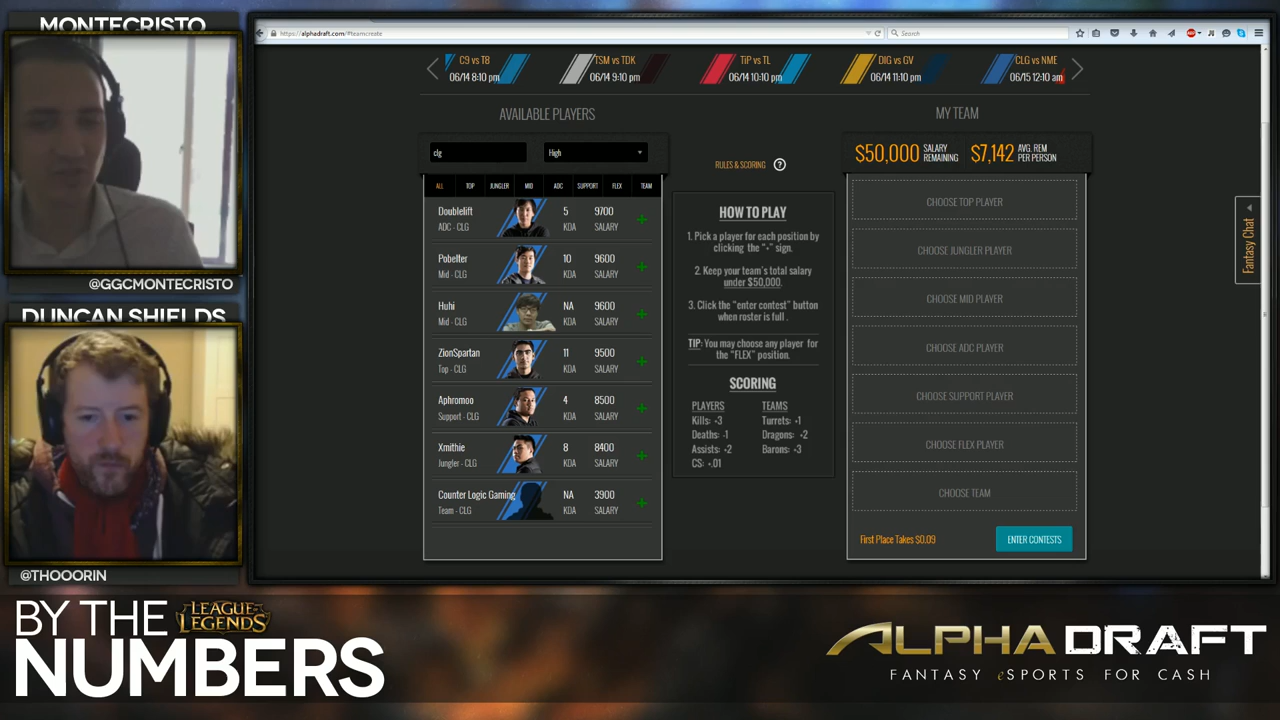 MONTECRISTO
@GGCMONTECRISTO
DUNCAN SHIELDS
@THOOORIN
https://alphadraft.com/#teamcreate
Search
C9 vs T8
06/14 8:10 pm
TSM vs TDK
06/14 9:10 pm
TiP vs TL
06/14 10:10 pm
DIG vs GV
06/14 11:10 pm
CLG vs NME
06/15 12:10 am
AVAILABLE PLAYERS
clg
High
ALL TOP JUNGLER MID ADC SUPPORT FLEX TEAM
Doublelift 5 9700
ADC - CLG KDA SALARY
Pobelter 10 9600
Mid - CLG KDA SALARY
Huhi NA 9600
Mid - CLG KDA SALARY
ZionSpartan 11 9500
Top - CLG KDA SALARY
Aphromoo 4 8500
Support - CLG KDA SALARY
Xmithie 8 8400
Jungler - CLG KDA SALARY
Counter Logic Gaming NA 3900
Team - CLG KDA SALARY
RULES & SCORING ?
HOW TO PLAY
1. Pick a player for each position by
clicking the "+" sign.
2. Keep your team's total salary
under $50,000.
3. Click the "enter contest" button
when roster is full .
TIP: You may choose any player for
the "FLEX" position.
SCORING
PLAYERS TEAMS
Kills: +3 Turrets: +1
Deaths: -1 Dragons: +2
Assists: +2 Barons: +3
CS: +.01
MY TEAM
$50,000 SALARY REMAINING
$7,142 AVG. REM PER PERSON
CHOOSE TOP PLAYER
CHOOSE JUNGLER PLAYER
CHOOSE MID PLAYER
CHOOSE ADC PLAYER
CHOOSE SUPPORT PLAYER
CHOOSE FLEX PLAYER
CHOOSE TEAM
First Place Takes $0.09
ENTER CONTESTS
Fantasy Chat
BY THE LEAGUE OF LEGENDS
NUMBERS
ALPHADRAFT
FANTASY eSPORTS FOR CASH